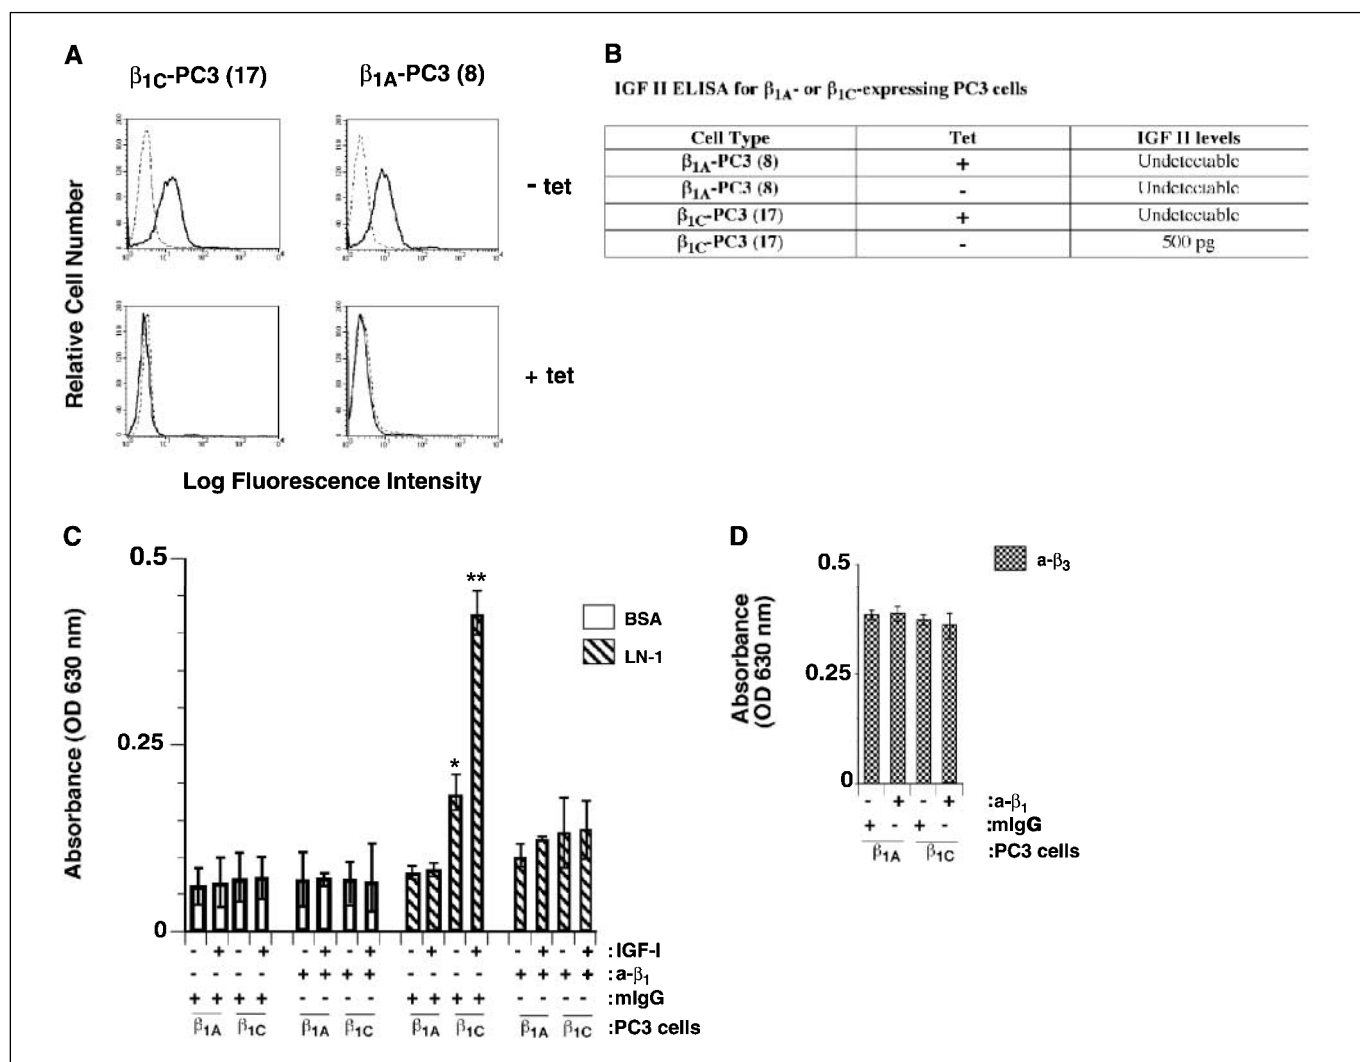 A
β1C-PC3 (17)
β1A-PC3 (8)
- tet
+ tet
Relative Cell Number
Log Fluorescence Intensity
B
IGF II ELISA for β1A- or β1C-expressing PC3 cells
Cell Type Tet IGF II levels
β1A-PC3 (8) + Undetectable
β1A-PC3 (8) - Undetectable
β1C-PC3 (17) + Undetectable
β1C-PC3 (17) - 500 pg
C
Absorbance (OD 630 nm)
0.5
0.25
0
* **
BSA
LN-1
- + - + - + - + - + - + - + - + :IGF-I
- - - - + + + + - - - - + + + + :a-β1
+ + + + - - - - + + + + - - - - :mIgG
β1A β1C β1A β1C β1A β1C β1A β1C :PC3 cells
D
Absorbance
(OD 630 nm)
0.5
0.25
0
a-β3
- + - + :a-β1
+ - + - :mIgG
β1A β1C :PC3 cells